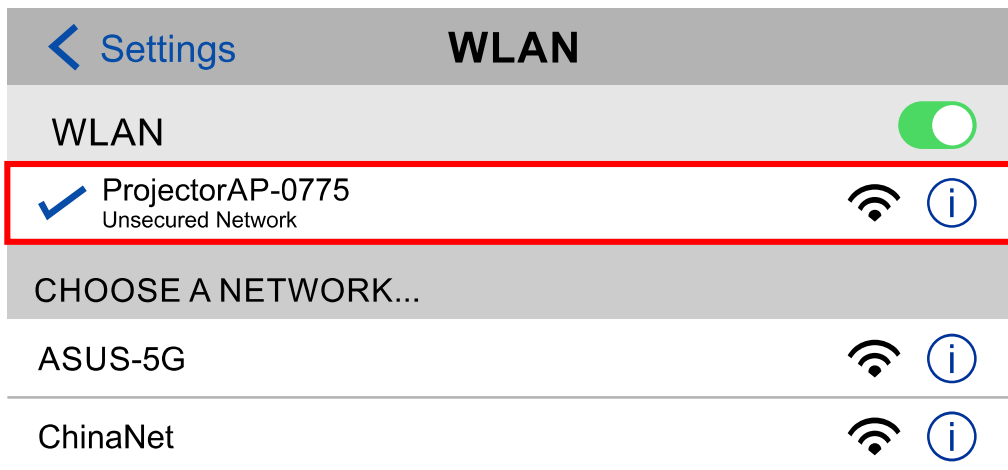 Settings
WLAN
WLAN
ProjectorAP-0775
Unsecured Network
CHOOSE A NETWORK...
ASUS-5G
ChinaNet